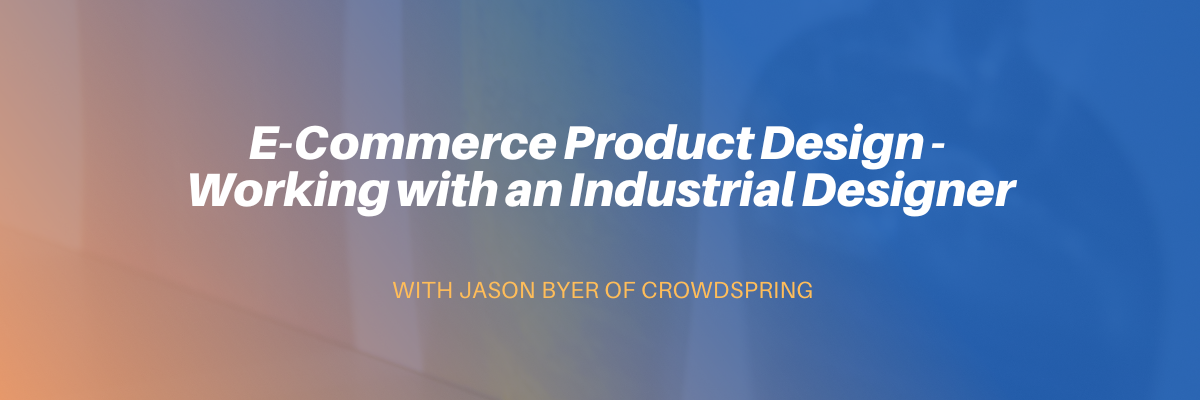 E-Commerce Product Design -
Working with an Industrial Designer
WITH JASON BYER OF CROWDSPRING